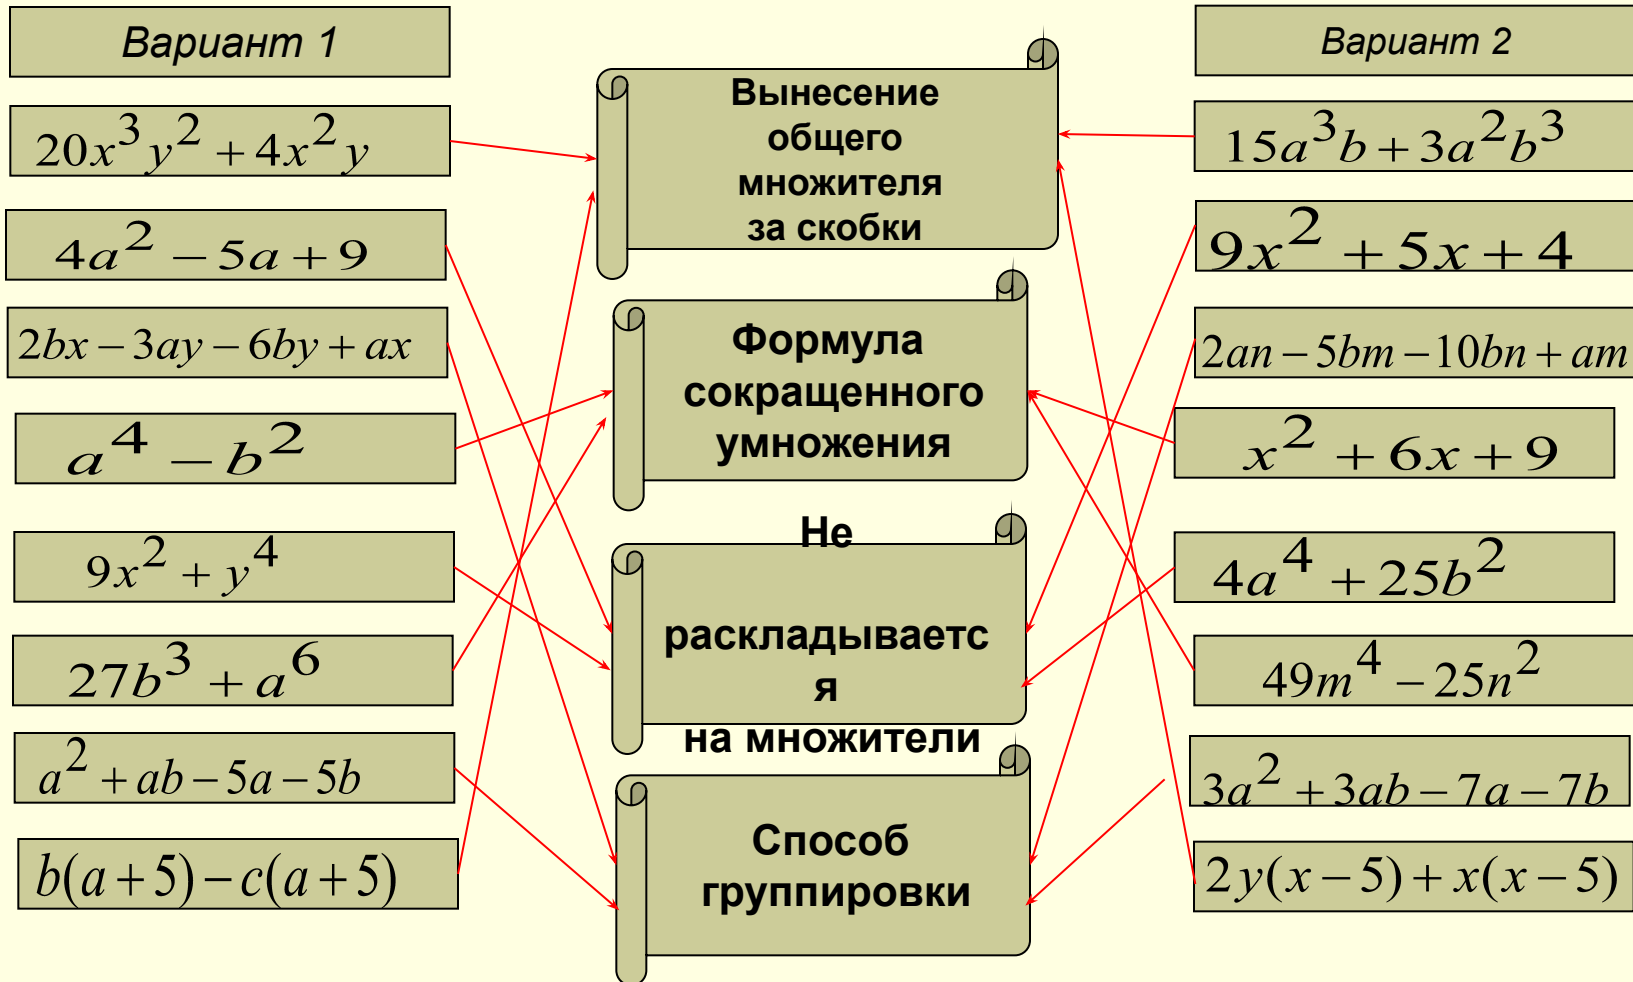 Вариант 1
20x³y² + 4x²y
4a² − 5a + 9
2bx − 3ay − 6by + ax
a⁴ − b²
9x² + y⁴
27b³ + a⁶
a² + ab − 5a − 5b
b(a + 5) − c(a + 5)
Вынесение
общего
множителя
за скобки
Формула
сокращенного
умножения
Не
раскладываетс
я
на множители
Способ
группировки
Вариант 2
15a³b + 3a²b³
9x² + 5x + 4
2an − 5bm − 10bn + am
x² + 6x + 9
4a⁴ + 25b²
49m⁴ − 25n²
3a² + 3ab − 7a − 7b
2y(x − 5) + x(x − 5)